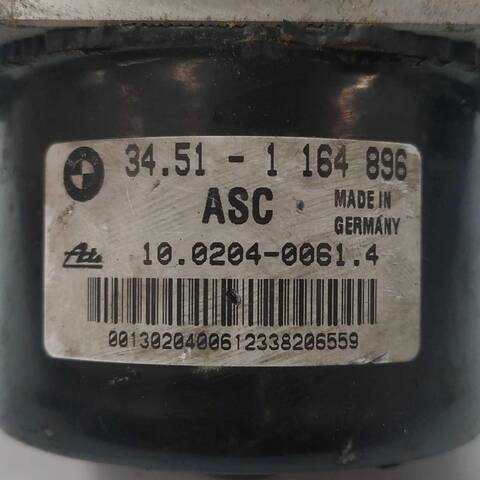 34.51 - 1 164 896
ASC
MADE IN
GERMANY
Ate
10.0204-0061.4
0013020400612338206559